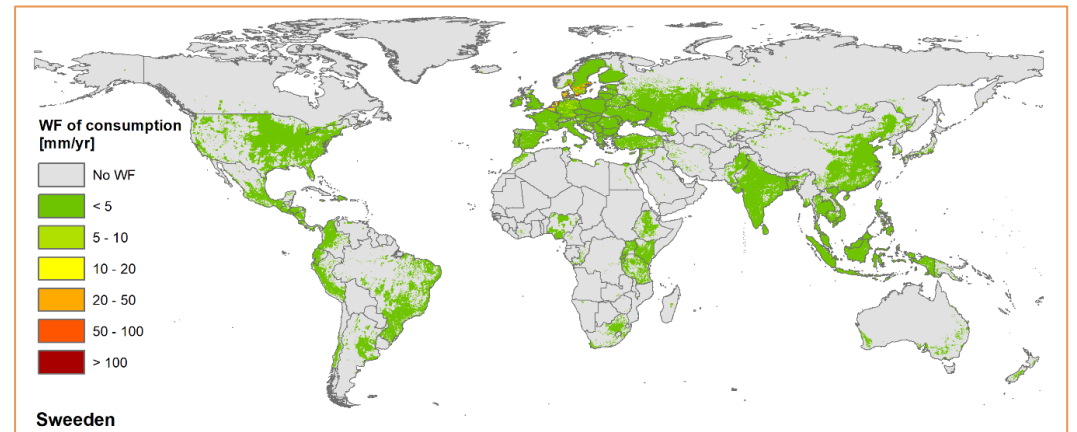 WF of consumption
[mm/yr]
No WF
< 5
5 - 10
10 - 20
20 - 50
50 - 100
> 100
Sweeden